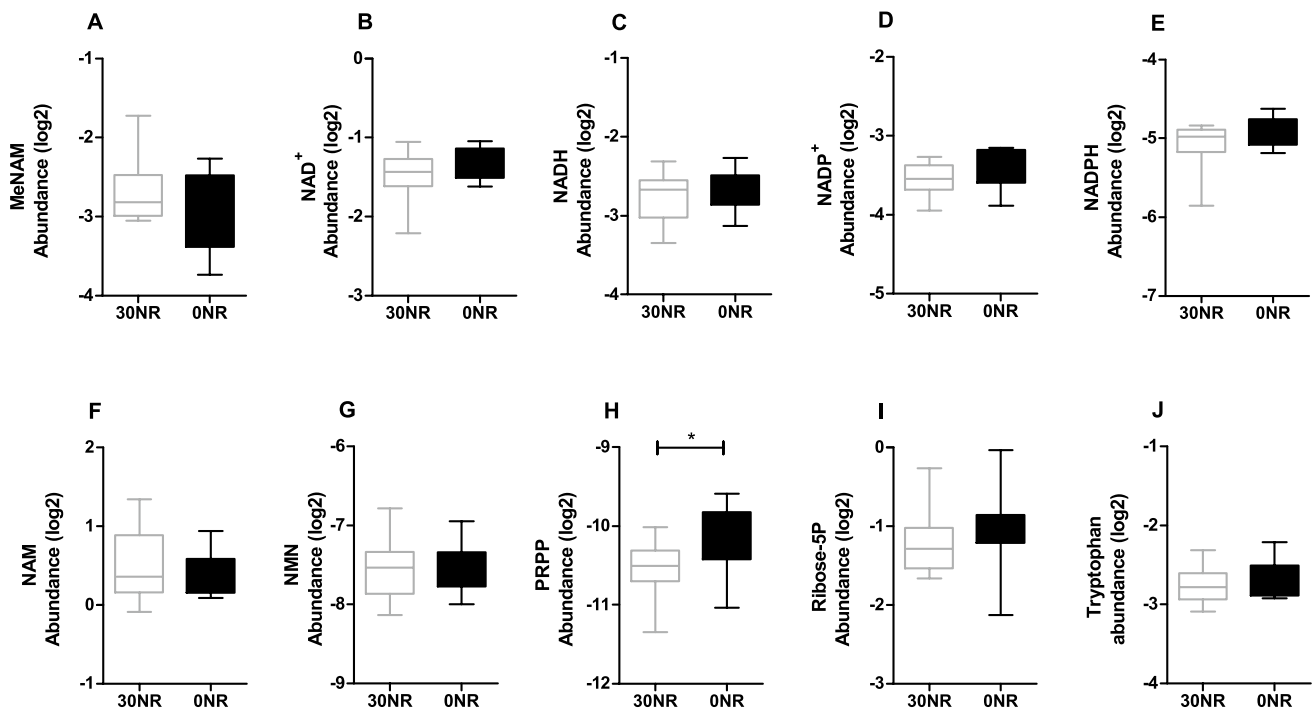 A
MeNAM
Abundance (log2)
-1
-2
-3
-4
30NR 0NR
B
NAD+
Abundance (log2)
0
-1
-2
-3
30NR 0NR
C
NADH
Abundance (log2)
-1
-2
-3
-4
30NR 0NR
D
NADP+
Abundance (log2)
-2
-3
-4
-5
30NR 0NR
E
NADPH
Abundance (log2)
-4
-5
-6
-7
30NR 0NR
F
NAM
Abundance (log2)
2
1
0
-1
30NR 0NR
G
NMN
Abundance (log2)
-6
-7
-8
-9
30NR 0NR
H
PRPP
Abundance (log2)
-9
-10
-11
-12
*
30NR 0NR
I
Ribose-5P
Abundance (log2)
0
-1
-2
-3
30NR 0NR
J
Tryptophan
abundance (log2)
-1
-2
-3
-4
30NR 0NR